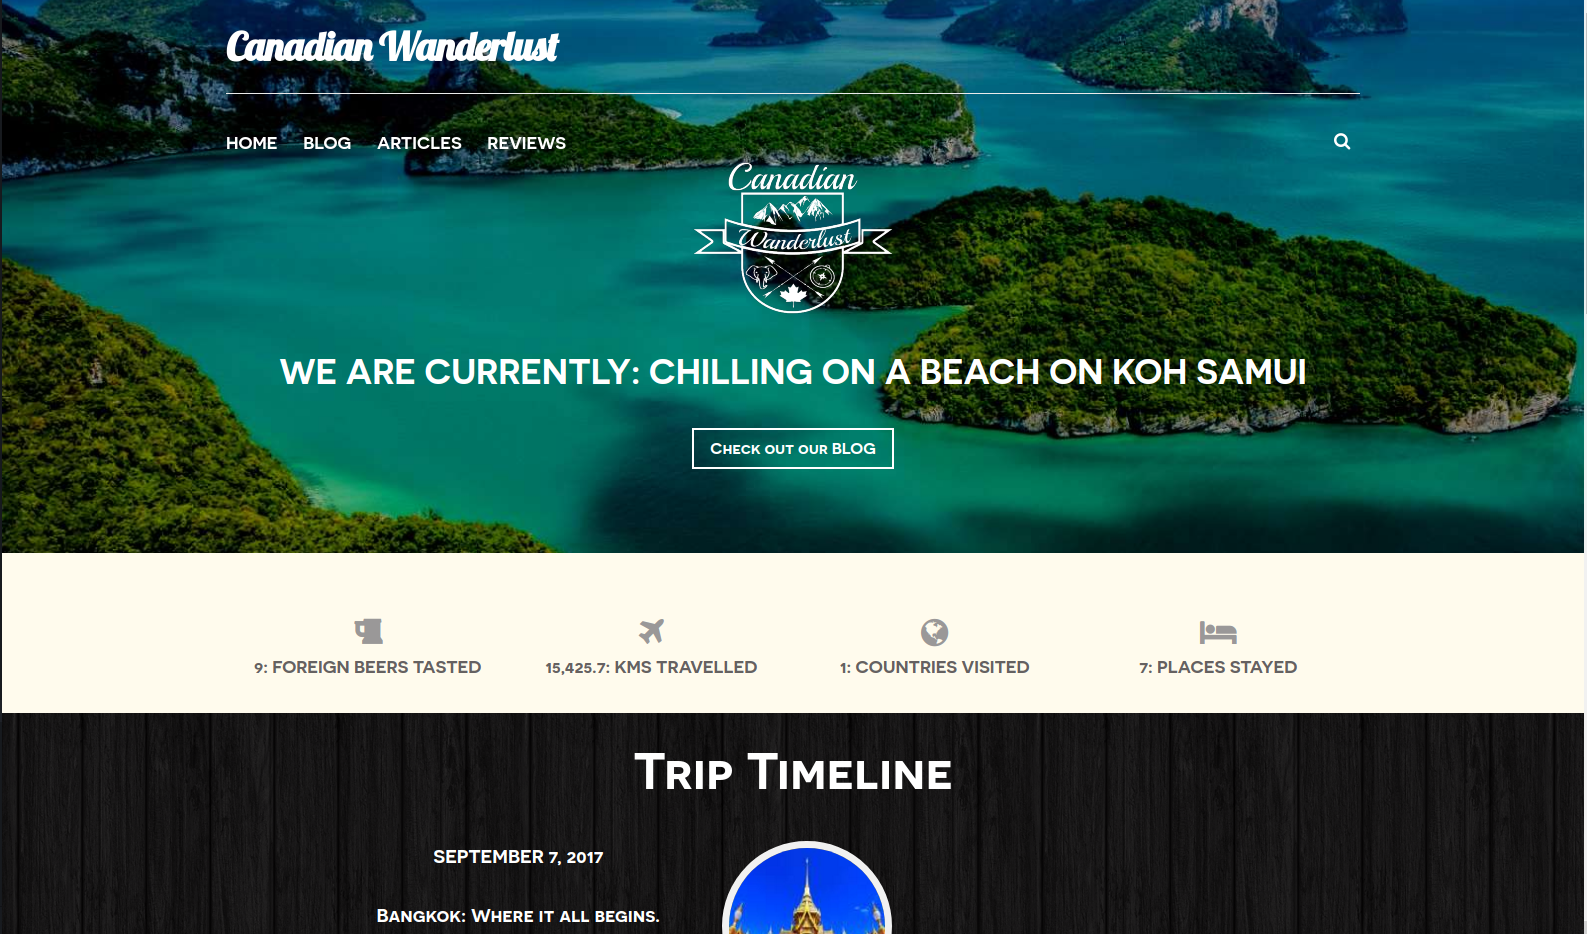 Canadian Wanderlust
HOME BLOG ARTICLES REVIEWS
Canadian
Wanderlust
WE ARE CURRENTLY: CHILLING ON A BEACH ON KOH SAMUI
Check out our BLOG
9: FOREIGN BEERS TASTED
15,425.7: KMS TRAVELLED
1: COUNTRIES VISITED
7: PLACES STAYED
Trip Timeline
SEPTEMBER 7, 2017
Bangkok: Where it all begins.